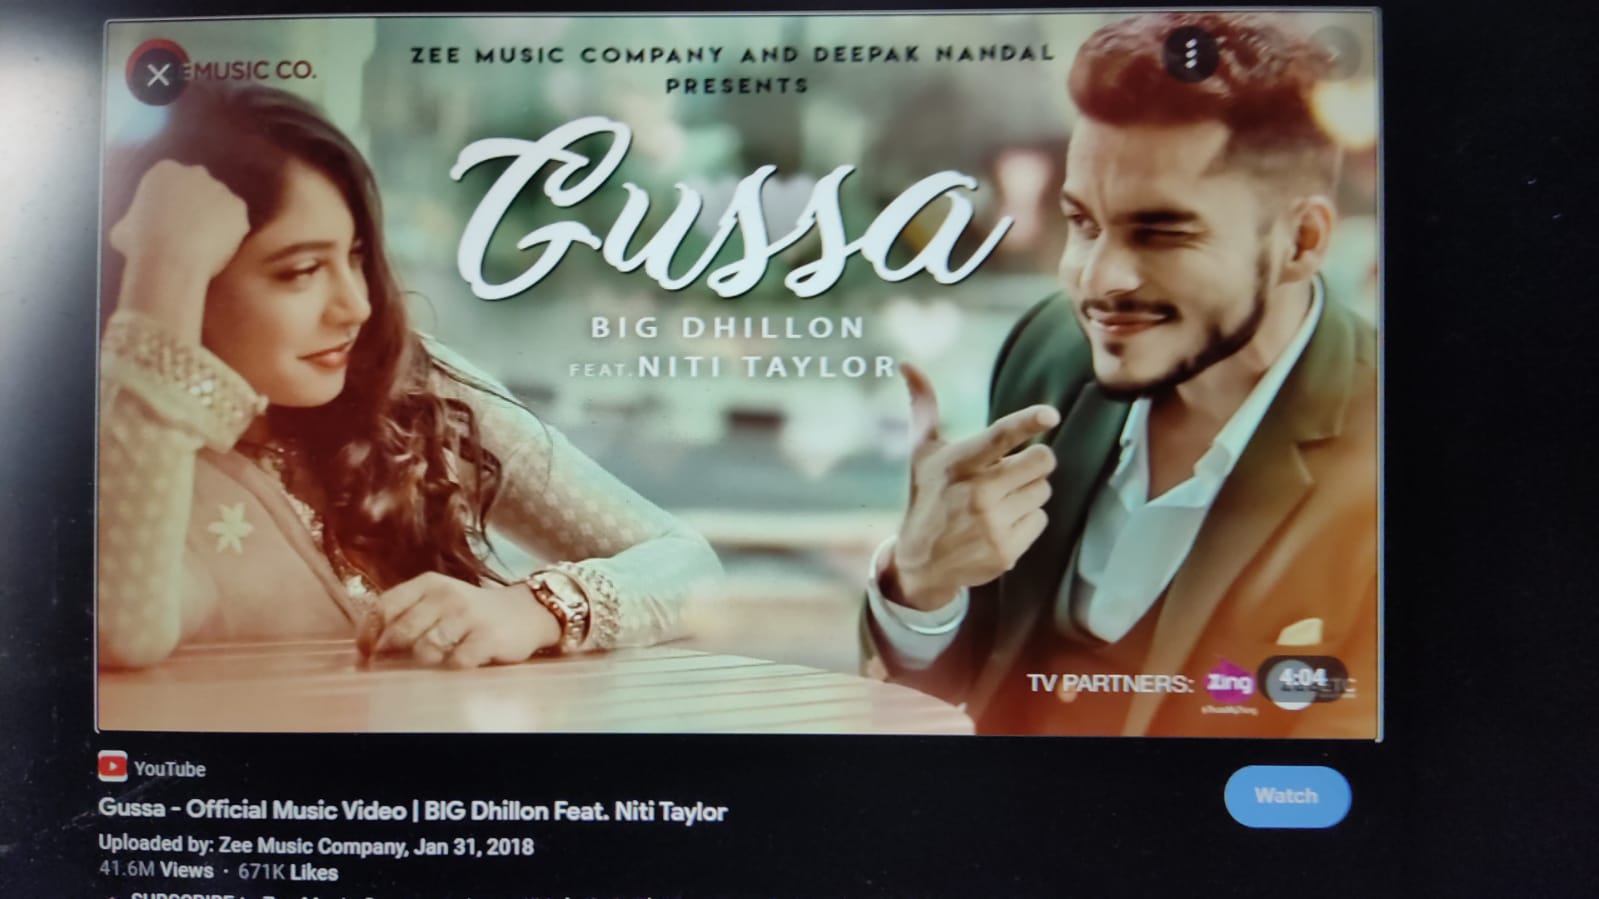 EMUSIC CO.
ZEE MUSIC COMPANY AND DEEPAK NANDAL
PRESENTS
Gussa
BIG DHILLON
FEAT. NITI TAYLOR
TV PARTNERS: Zing
4:04
YouTube
Gussa - Official Music Video | BIG Dhillon Feat. Niti Taylor
Watch
Uploaded by: Zee Music Company, Jan 31, 2018
41.6M Views · 671K Likes